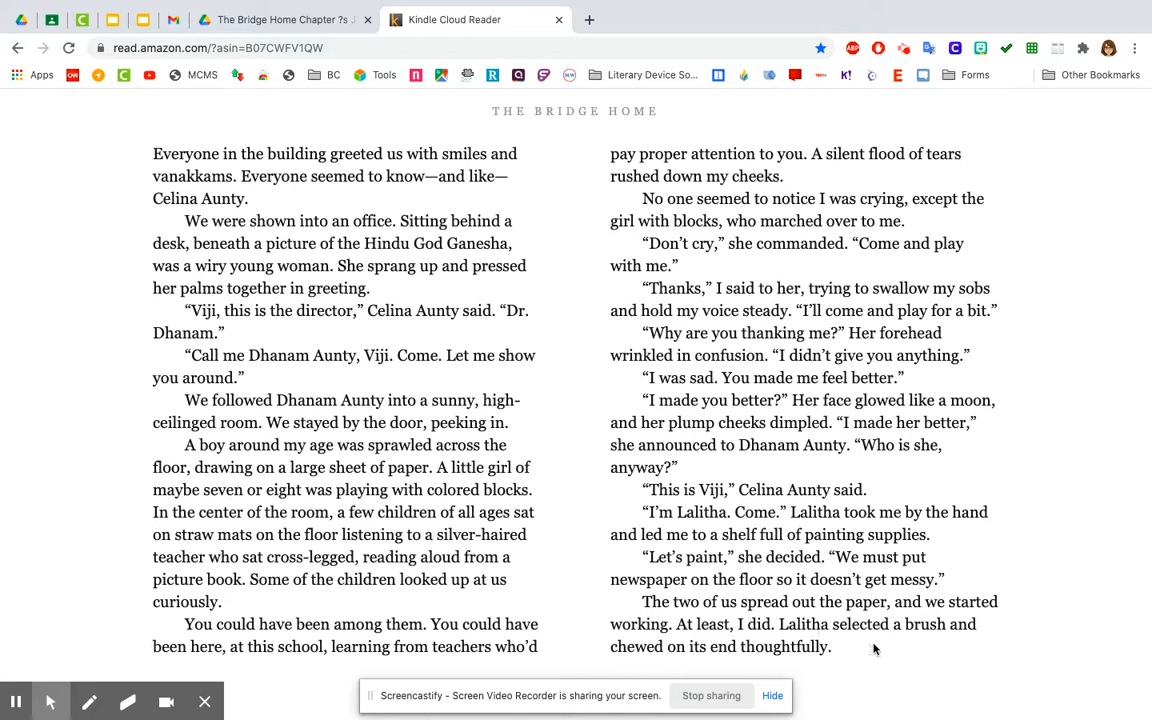 The Bridge Home Chapter ?s .
Kindle Cloud Reader
read.amazon.com/?asin=B07CWFV1QW
Apps
MCMS
BC
Tools
Literary Device So...
Forms
Other Bookmarks
THE BRIDGE HOME
Everyone in the building greeted us with smiles and
vanakkams. Everyone seemed to know—and like—
Celina Aunty.
We were shown into an office. Sitting behind a
desk, beneath a picture of the Hindu God Ganesha,
was a wiry young woman. She sprang up and pressed
her palms together in greeting.
“Viji, this is the director,” Celina Aunty said. “Dr.
Dhanam.”
“Call me Dhanam Aunty, Viji. Come. Let me show
you around.”
We followed Dhanam Aunty into a sunny, high-
ceilinged room. We stayed by the door, peeking in.
A boy around my age was sprawled across the
floor, drawing on a large sheet of paper. A little girl of
maybe seven or eight was playing with colored blocks.
In the center of the room, a few children of all ages sat
on straw mats on the floor listening to a silver-haired
teacher who sat cross-legged, reading aloud from a
picture book. Some of the children looked up at us
curiously.
You could have been among them. You could have
been here, at this school, learning from teachers who’d
pay proper attention to you. A silent flood of tears
rushed down my cheeks.
No one seemed to notice I was crying, except the
girl with blocks, who marched over to me.
“Don’t cry,” she commanded. “Come and play
with me.”
“Thanks,” I said to her, trying to swallow my sobs
and hold my voice steady. “I’ll come and play for a bit.”
“Why are you thanking me?” Her forehead
wrinkled in confusion. “I didn’t give you anything.”
“I was sad. You made me feel better.”
“I made you better?” Her face glowed like a moon,
and her plump cheeks dimpled. “I made her better,”
she announced to Dhanam Aunty. “Who is she,
anyway?”
“This is Viji,” Celina Aunty said.
“I’m Lalitha. Come.” Lalitha took me by the hand
and led me to a shelf full of painting supplies.
“Let’s paint,” she decided. “We must put
newspaper on the floor so it doesn’t get messy.”
The two of us spread out the paper, and we started
working. At least, I did. Lalitha selected a brush and
chewed on its end thoughtfully.
Screencastify - Screen Video Recorder is sharing your screen.
Stop sharing
Hide